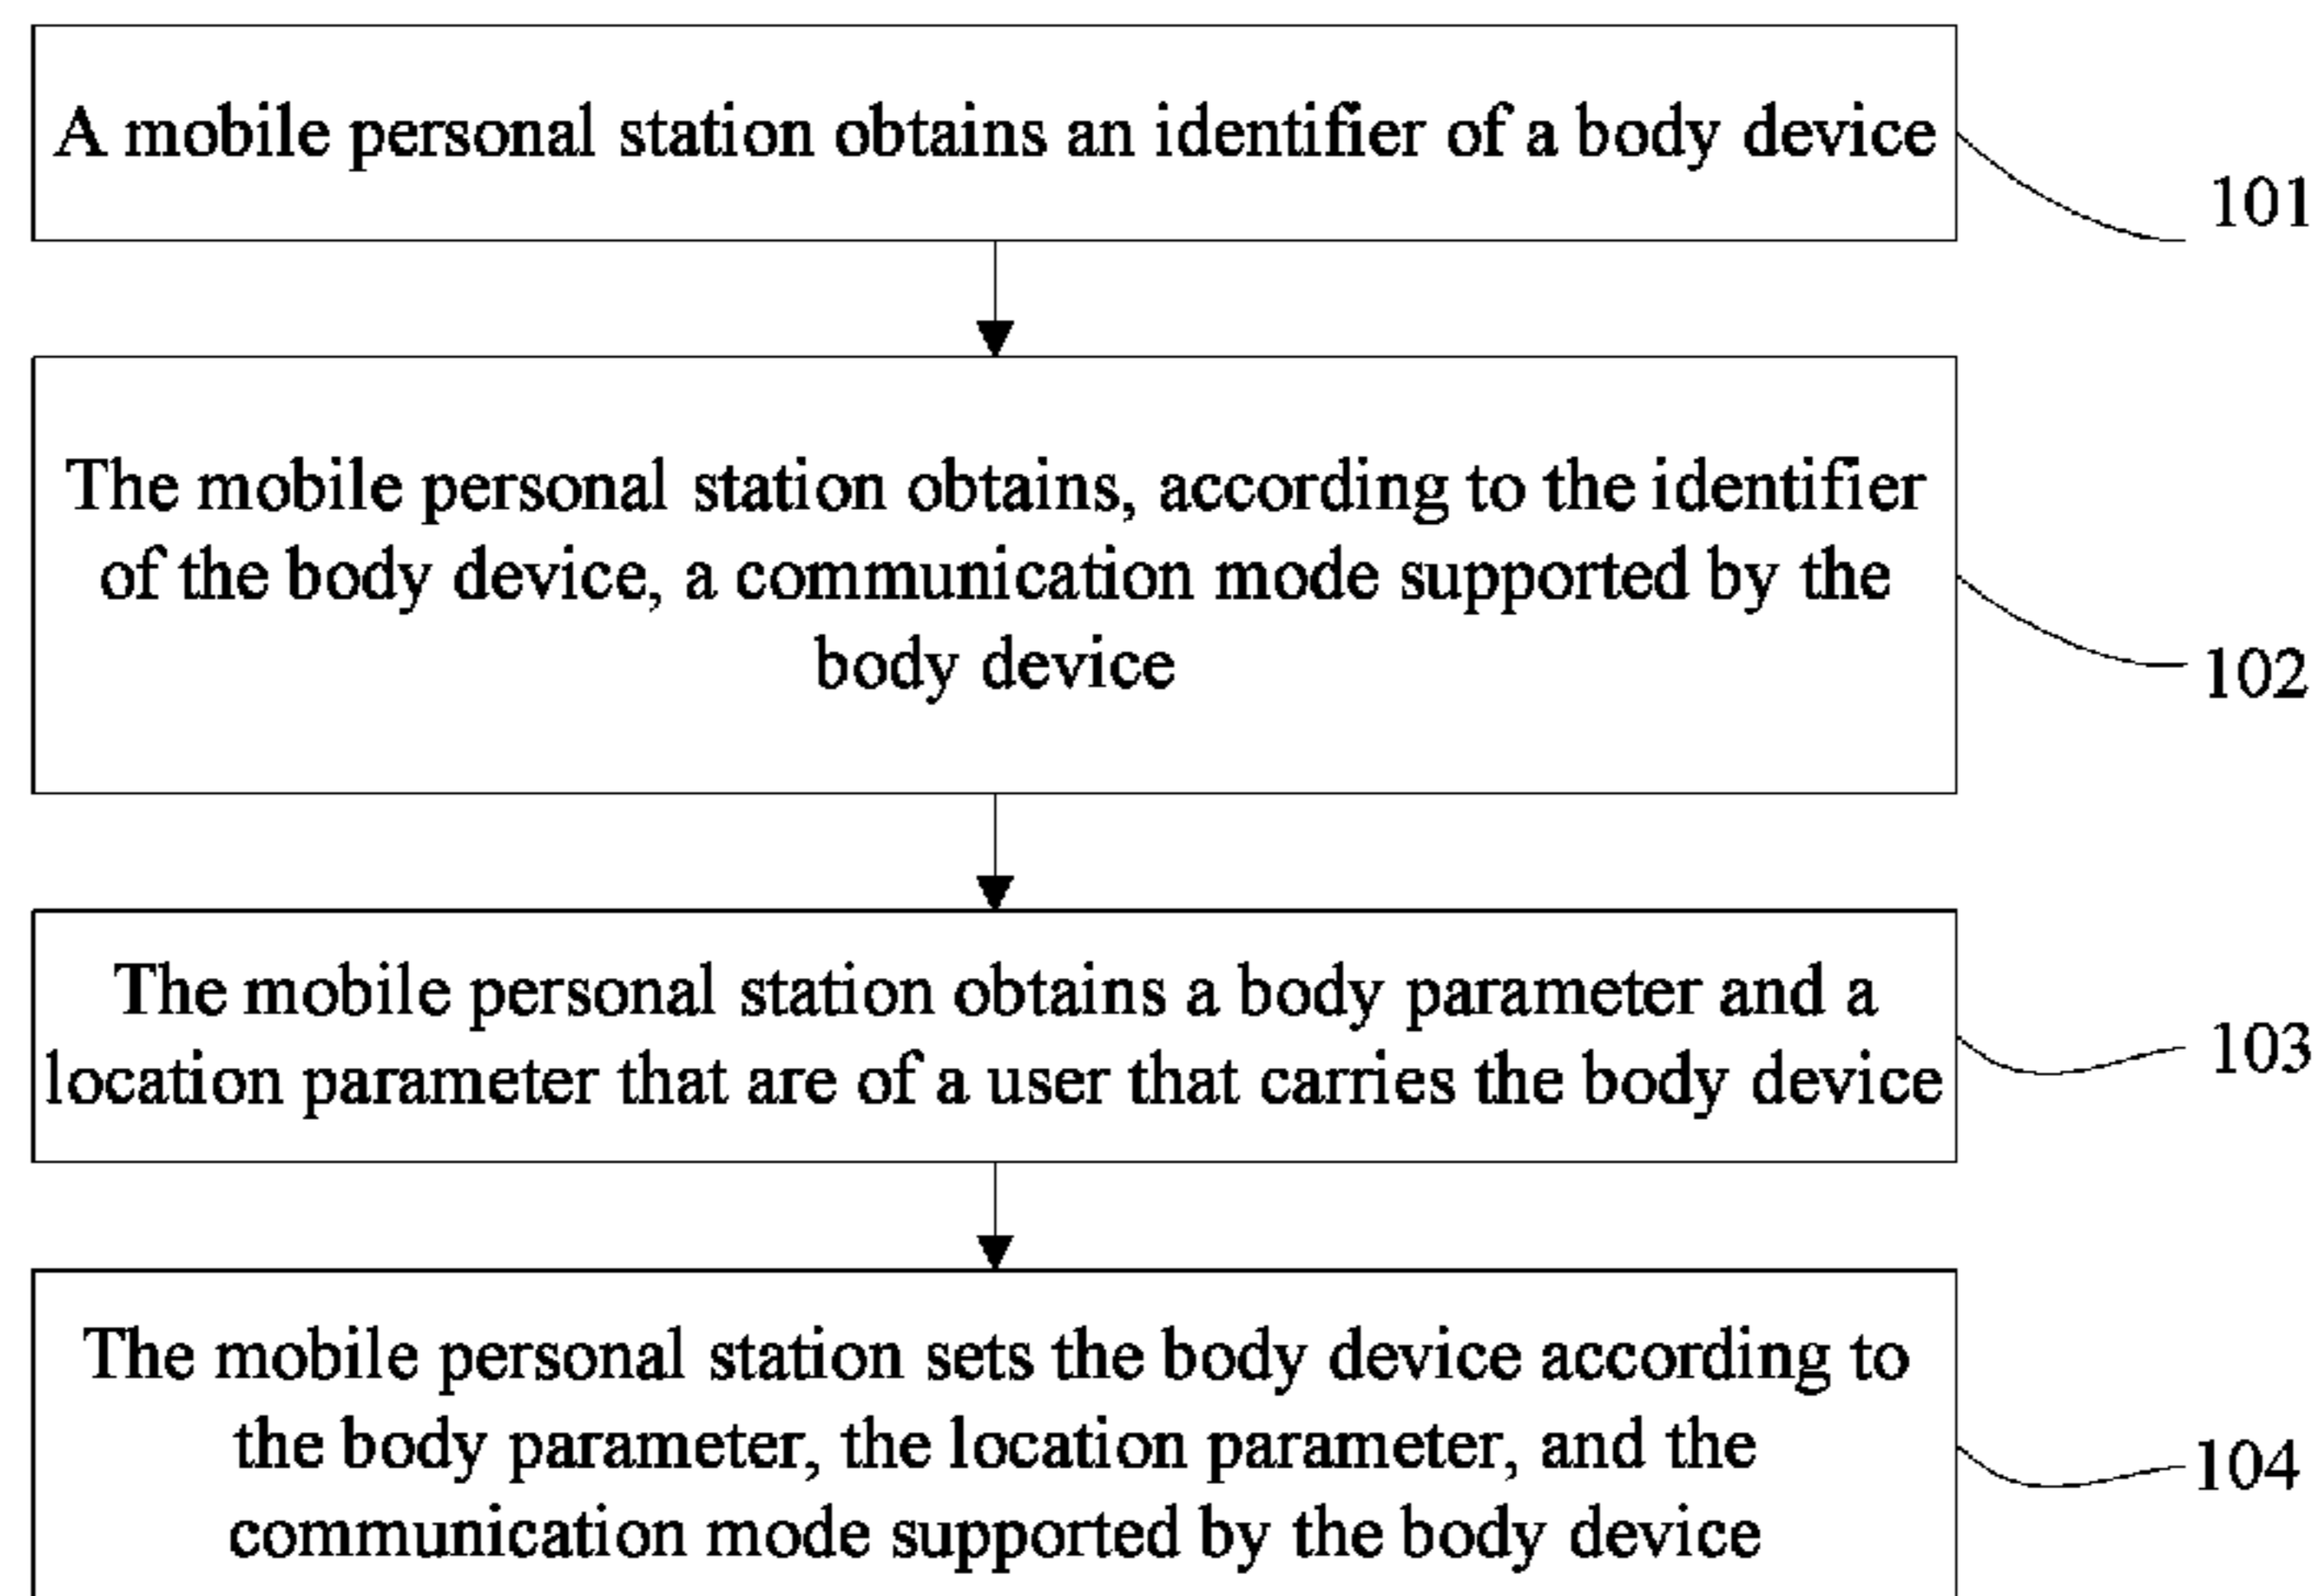 A mobile personal station obtains an identifier of a body device
101
The mobile personal station obtains, according to the identifier
of the body device, a communication mode supported by the
body device
102
The mobile personal station obtains a body parameter and a
location parameter that are of a user that carries the body device
103
The mobile personal station sets the body device according to
the body parameter, the location parameter, and the
communication mode supported by the body device
104